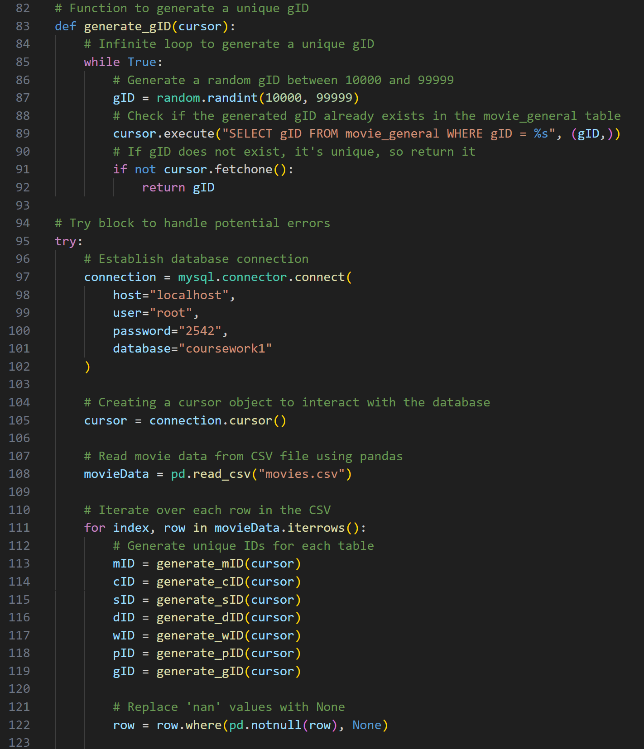 82 # Function to generate a unique gID
83 def generate_gID(cursor):
84     # Infinite loop to generate a unique gID
85     while True:
86         # Generate a random gID between 10000 and 99999
87         gID = random.randint(10000, 99999)
88         # Check if the generated gID already exists in the movie_general table
89         cursor.execute("SELECT gID FROM movie_general WHERE gID = %s", (gID,))
90         # If gID does not exist, it's unique, so return it
91         if not cursor.fetchone():
92             return gID
93
94 # Try block to handle potential errors
95 try:
96     # Establish database connection
97     connection = mysql.connector.connect(
98         host="localhost",
99         user="root",
100         password="2542",
101         database="coursework1"
102     )
103
104     # Creating a cursor object to interact with the database
105     cursor = connection.cursor()
106
107     # Read movie data from CSV file using pandas
108     movieData = pd.read_csv("movies.csv")
109
110     # Iterate over each row in the CSV
111     for index, row in movieData.iterrows():
112         # Generate unique IDs for each table
113         mID = generate_mID(cursor)
114         cID = generate_cID(cursor)
115         sID = generate_sID(cursor)
116         dID = generate_dID(cursor)
117         wID = generate_wID(cursor)
118         pID = generate_pID(cursor)
119         gID = generate_gID(cursor)
120
121         # Replace 'nan' values with None
122         row = row.where(pd.notnull(row), None)
123